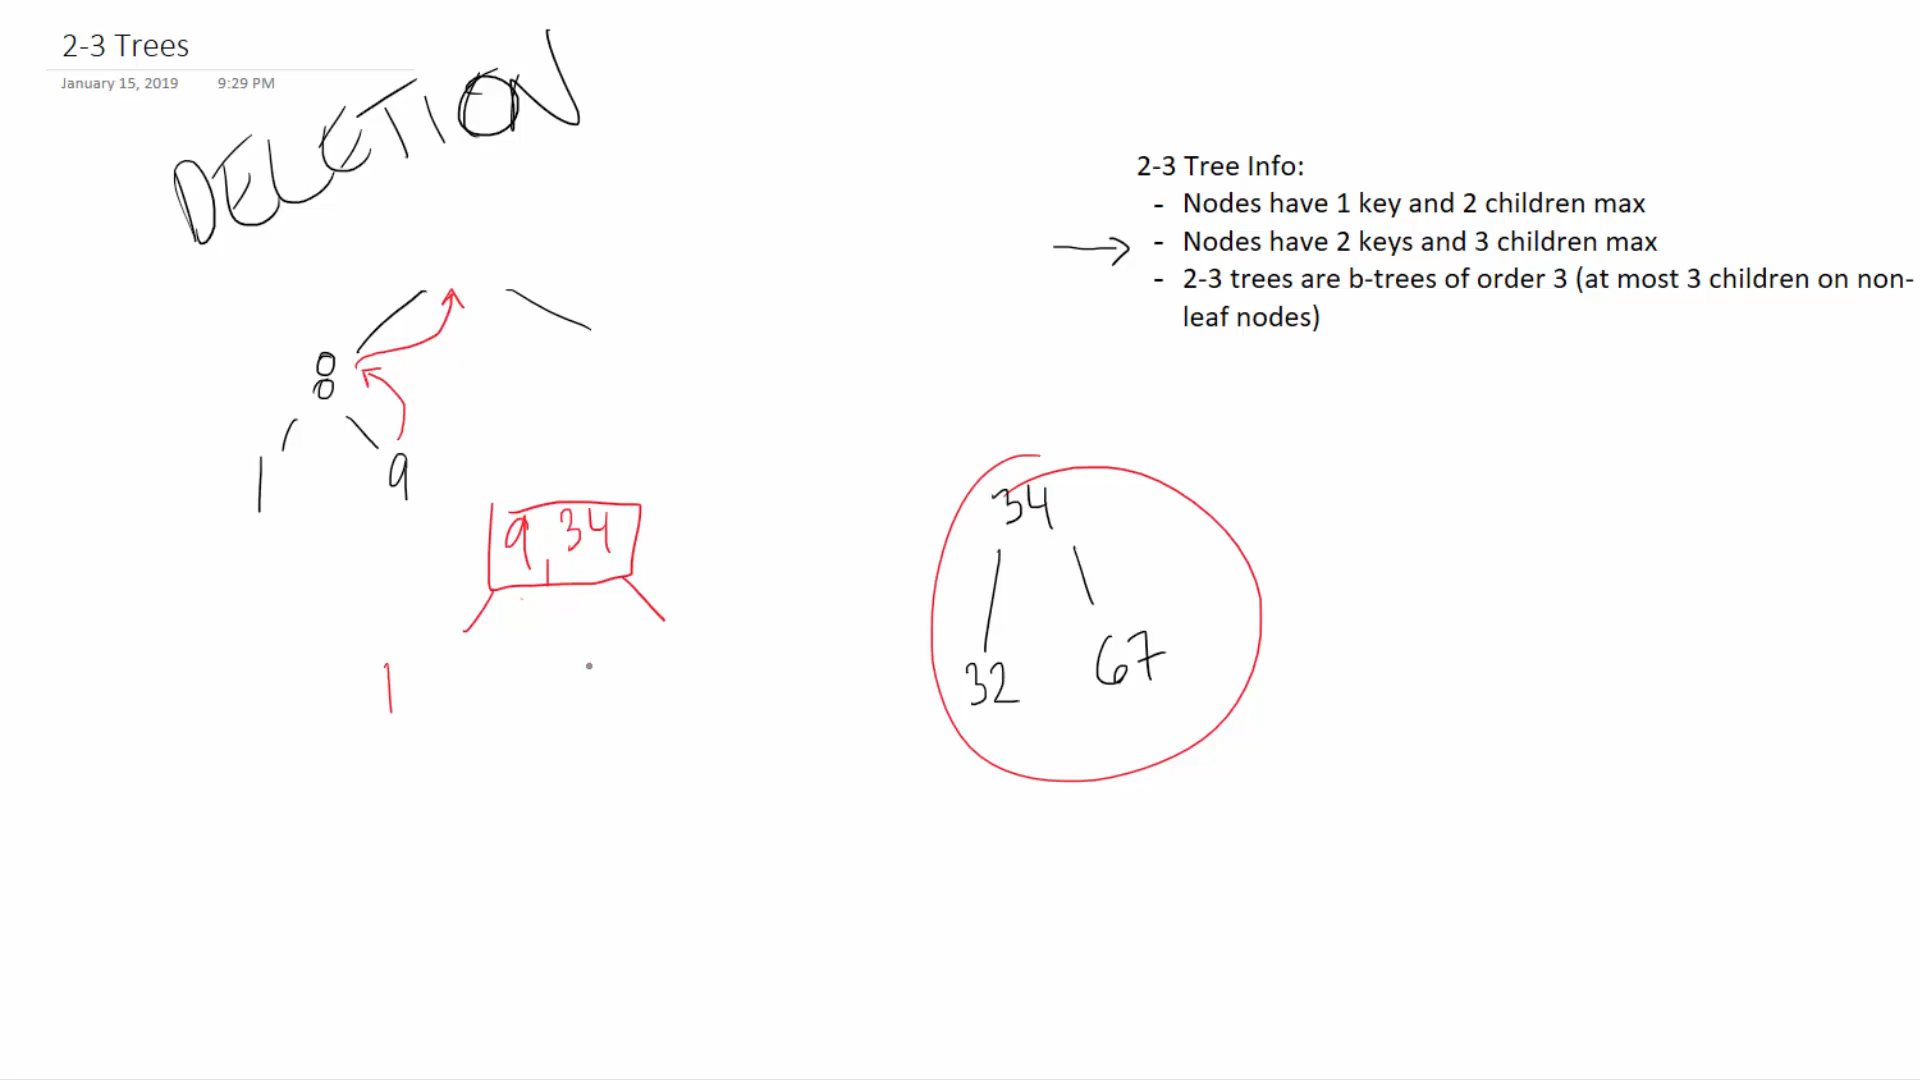 2-3 Trees
January 15, 2019 9:29 PM
DELETION
2-3 Tree Info:
- Nodes have 1 key and 2 children max
- Nodes have 2 keys and 3 children max
- 2-3 trees are b-trees of order 3 (at most 3 children on non-
leaf nodes)
8
1 9
9 34
1
34
32 67